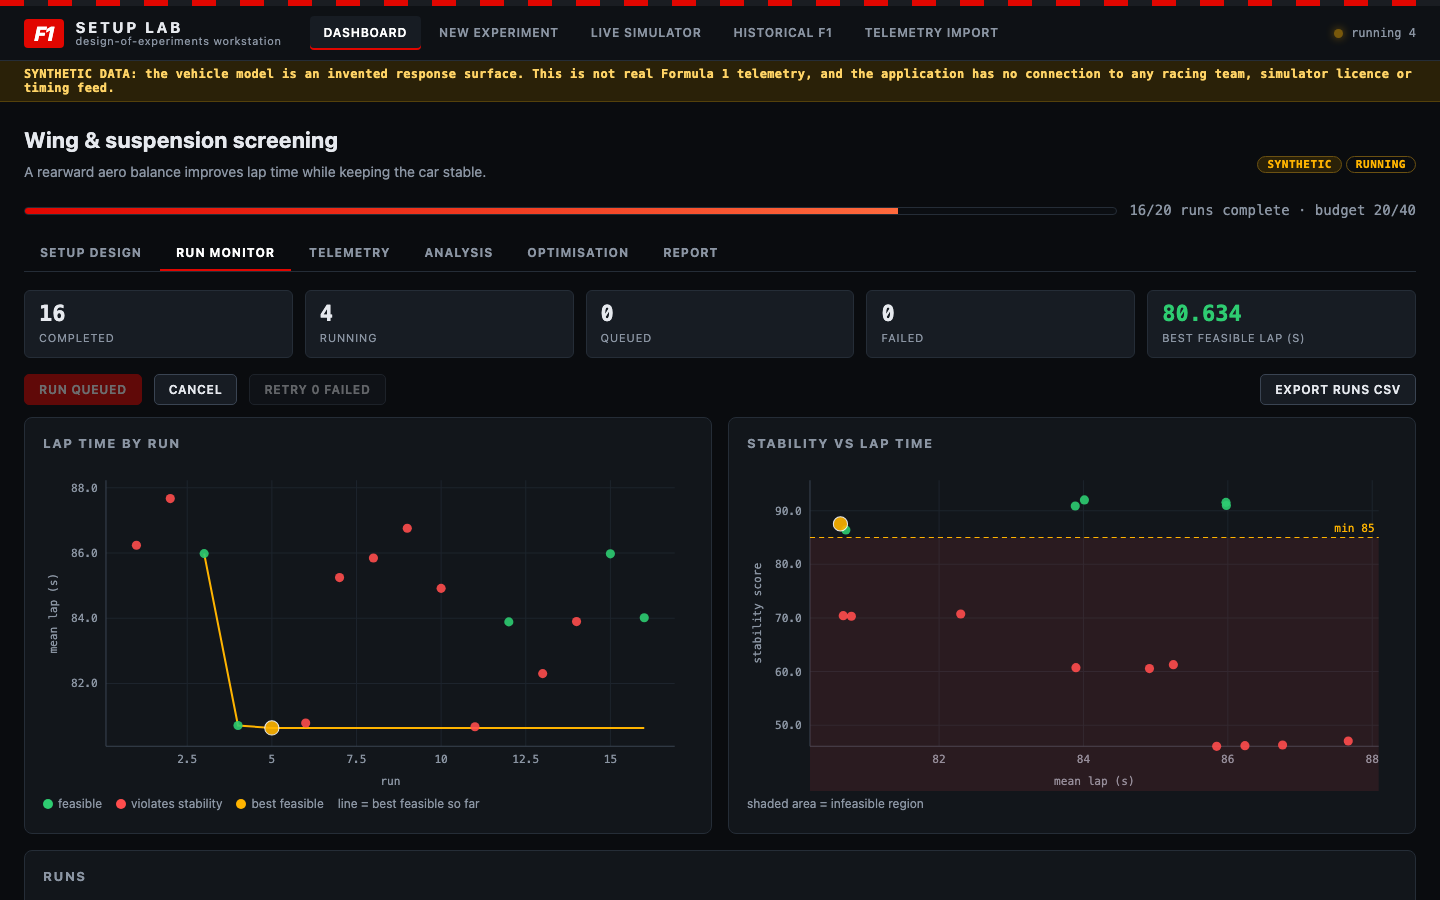 F1
SETUP LAB
design-of-experiments workstation
DASHBOARD
NEW EXPERIMENT
LIVE SIMULATOR
HISTORICAL F1
TELEMETRY IMPORT
running 4
SYNTHETIC DATA: the vehicle model is an invented response surface. This is not real Formula 1 telemetry, and the application has no connection to any racing team, simulator licence or
timing feed.
Wing & suspension screening
A rearward aero balance improves lap time while keeping the car stable.
SYNTHETIC
RUNNING
16/20 runs complete · budget 20/40
SETUP DESIGN
RUN MONITOR
TELEMETRY
ANALYSIS
OPTIMISATION
REPORT
16
COMPLETED
4
RUNNING
0
QUEUED
0
FAILED
80.634
BEST FEASIBLE LAP (S)
RUN QUEUED
CANCEL
RETRY 0 FAILED
EXPORT RUNS CSV
LAP TIME BY RUN
88.0
86.0
84.0
82.0
mean lap (s)
2.5
5
7.5
10
12.5
15
run
feasible
violates stability
best feasible
line = best feasible so far
STABILITY VS LAP TIME
90.0
80.0
70.0
60.0
50.0
stability score
min 85
82
84
86
88
mean lap (s)
shaded area = infeasible region
RUNS